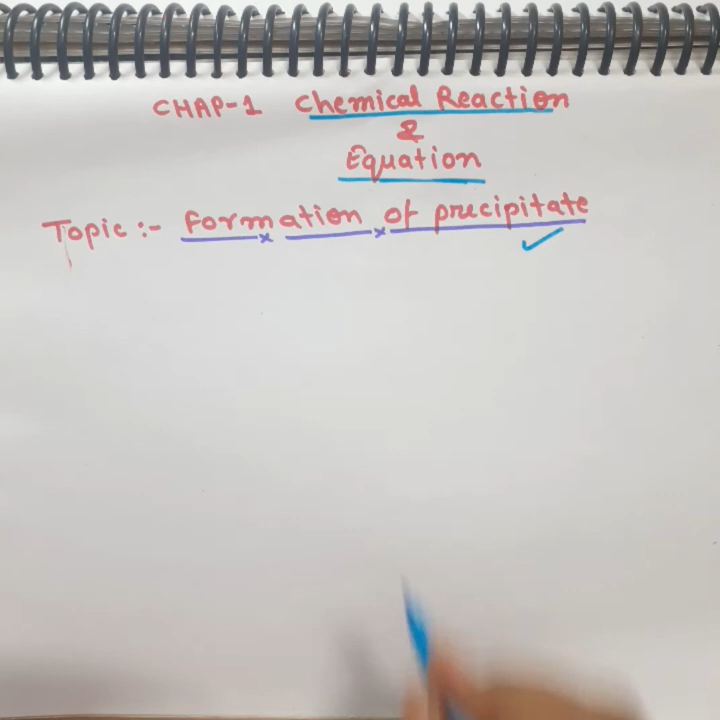 CHAP-1 Chemical Reaction
&
Equation
Topic :- Formation of precipitate